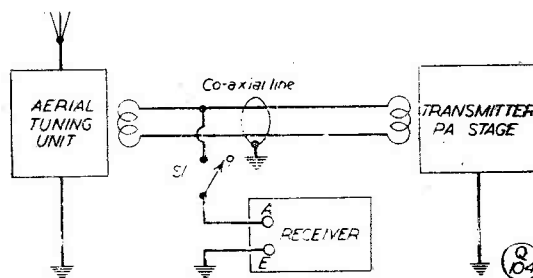 Co-axial line
AERIAL
TUNING
UNIT
TRANSMITTER
PA STAGE
S1
A
E
RECEIVER
Q
104